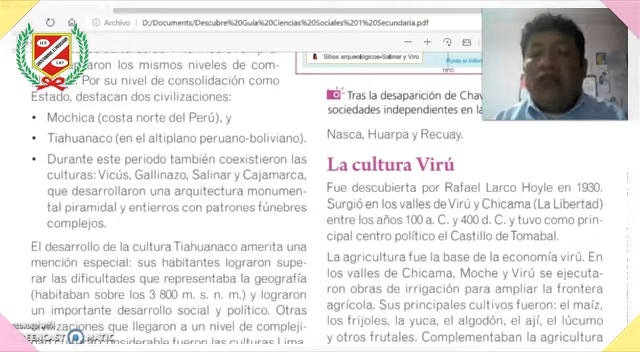 Archivo
D:/Documents/Descubre%20Guía%20Ciencias%20Sociales%201%20Secundaria.pdf
aron los mismos niveles de com-
Por su nivel de consolidación como
Estado, destacan dos civilizaciones:
• Mochica (costa norte del Perú), y
• Tiahuanaco (en el altiplano peruano-boliviano).
• Durante este periodo también coexistieron las
culturas: Vicús, Gallinazo, Salinar y Cajamarca,
que desarrollaron una arquitectura monumen-
tal piramidal y entierros con patrones fúnebres
complejos.
El desarrollo de la cultura Tiahuanaco amerita una
mención especial: sus habitantes lograron supe-
rar las dificultades que representaba la geografía
(habitaban sobre los 3 800 m. s. n. m.) y lograron
un importante desarrollo social y político. Otras
civilizaciones que llegaron a un nivel de compleji-
considerable fueron las culturas Lima
Sitios arqueológicos-Salinar y Virú
Tras la desaparición de Chav
sociedades independientes en la
Nasca, Huarpa y Recuay.
La cultura Virú
Fue descubierta por Rafael Larco Hoyle en 1930.
Surgió en los valles de Virú y Chicama (La Libertad)
entre los años 100 a. C. y 400 d. C. y tuvo como prin-
cipal centro político el Castillo de Tomabal.
La agricultura fue la base de la economía virú. En
los valles de Chicama, Moche y Virú se ejecuta-
ron obras de irrigación para ampliar la frontera
agrícola. Sus principales cultivos fueron: el maíz,
los frijoles, la yuca, el algodón, el ají, el lúcumo
y otros frutales. Complementaban la agricultura
RECORDED WITH
SCREENCAST MATIC